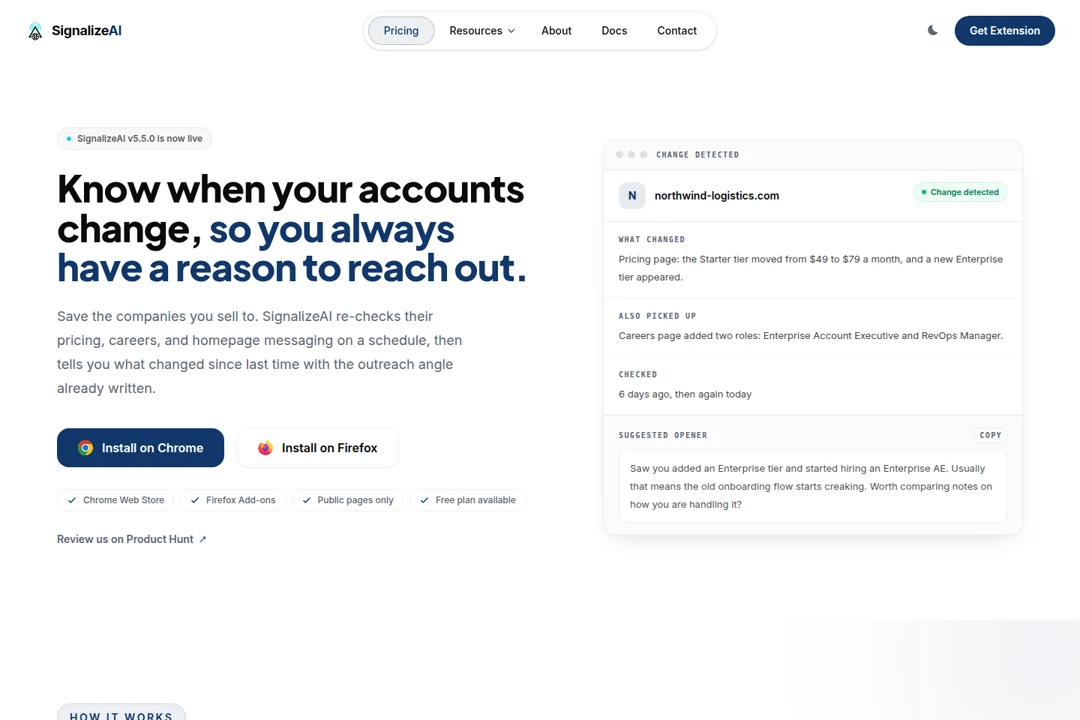 SignalizeAI
Pricing
Resources
About
Docs
Contact
Get Extension
SignalizeAI v5.5.0 is now live
Know when your accounts
change, so you always
have a reason to reach out.
Save the companies you sell to. SignalizeAI re-checks their
pricing, careers, and homepage messaging on a schedule, then
tells you what changed since last time with the outreach angle
already written.
Install on Chrome
Install on Firefox
Chrome Web Store
Firefox Add-ons
Public pages only
Free plan available
Review us on Product Hunt ↗
CHANGE DETECTED
N
northwind-logistics.com
Change detected
WHAT CHANGED
Pricing page: the Starter tier moved from $49 to $79 a month, and a new Enterprise
tier appeared.
ALSO PICKED UP
Careers page added two roles: Enterprise Account Executive and RevOps Manager.
CHECKED
6 days ago, then again today
SUGGESTED OPENER
COPY
Saw you added an Enterprise tier and started hiring an Enterprise AE. Usually
that means the old onboarding flow starts creaking. Worth comparing notes on
how you are handling it?
HOW IT WORKS